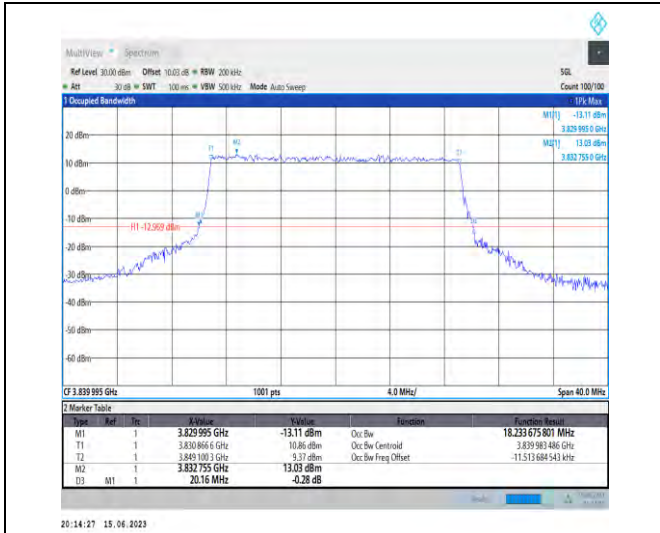 MultiView Spectrum
Ref Level 30.00 dBm Offset 10.03 dB RBW 200 kHz SGL
Att 30 dB SWT 100 ms VBW 500 kHz Mode Auto Sweep Count 100/100
1 Occupied Bandwidth 1Pk Max
M1[1] -13.11 dBm
3.829 995 0 GHz
20 dBm M2[1] 13.03 dBm
3.832 755 0 GHz
T1 M2 T2
10 dBm
0 dBm
-10 dBm M1 D3
H1 -12.969 dBm
-20 dBm
-30 dBm
-40 dBm
-50 dBm
-60 dBm
CF 3.839 995 GHz 1001 pts 4.0 MHz/ Span 40.0 MHz
2 Marker Table
Type Ref Trc X-Value Y-Value Function Function Result
M1 1 3.829 995 GHz -13.11 dBm Occ Bw 18.233 675 801 MHz
T1 1 3.830 866 6 GHz 10.86 dBm Occ Bw Centroid 3.839 983 486 GHz
T2 1 3.849 100 3 GHz 9.37 dBm Occ Bw Freq Offset -11.513 684 543 kHz
M2 1 3.832 755 GHz 13.03 dBm
D3 M1 1 20.16 MHz -0.28 dB
20:14:27 15.06.2023